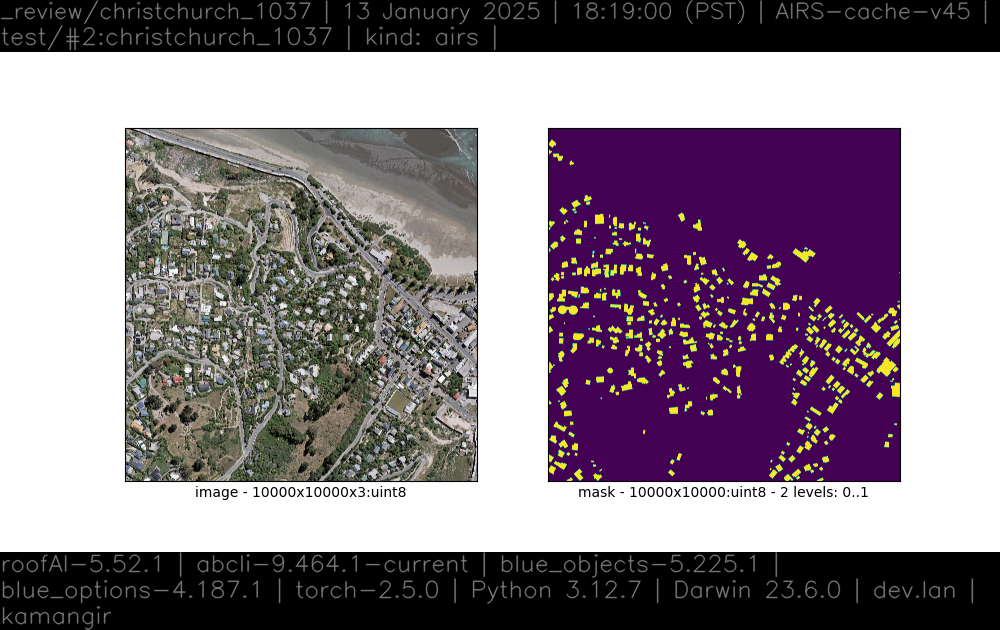 _review/christchurch_1037 | 13 January 2025 | 18:19:00 (PST) | AIRS-cache-v45 |
test/#2:christchurch_1037 | kind: airs |
image - 10000x10000x3:uint8
mask - 10000x10000:uint8 - 2 levels: 0..1
roofAI-5.52.1 | abcli-9.464.1-current | blue_objects-5.225.1 |
blue_options-4.187.1 | torch-2.5.0 | Python 3.12.7 | Darwin 23.6.0 | dev.lan |
kamangir